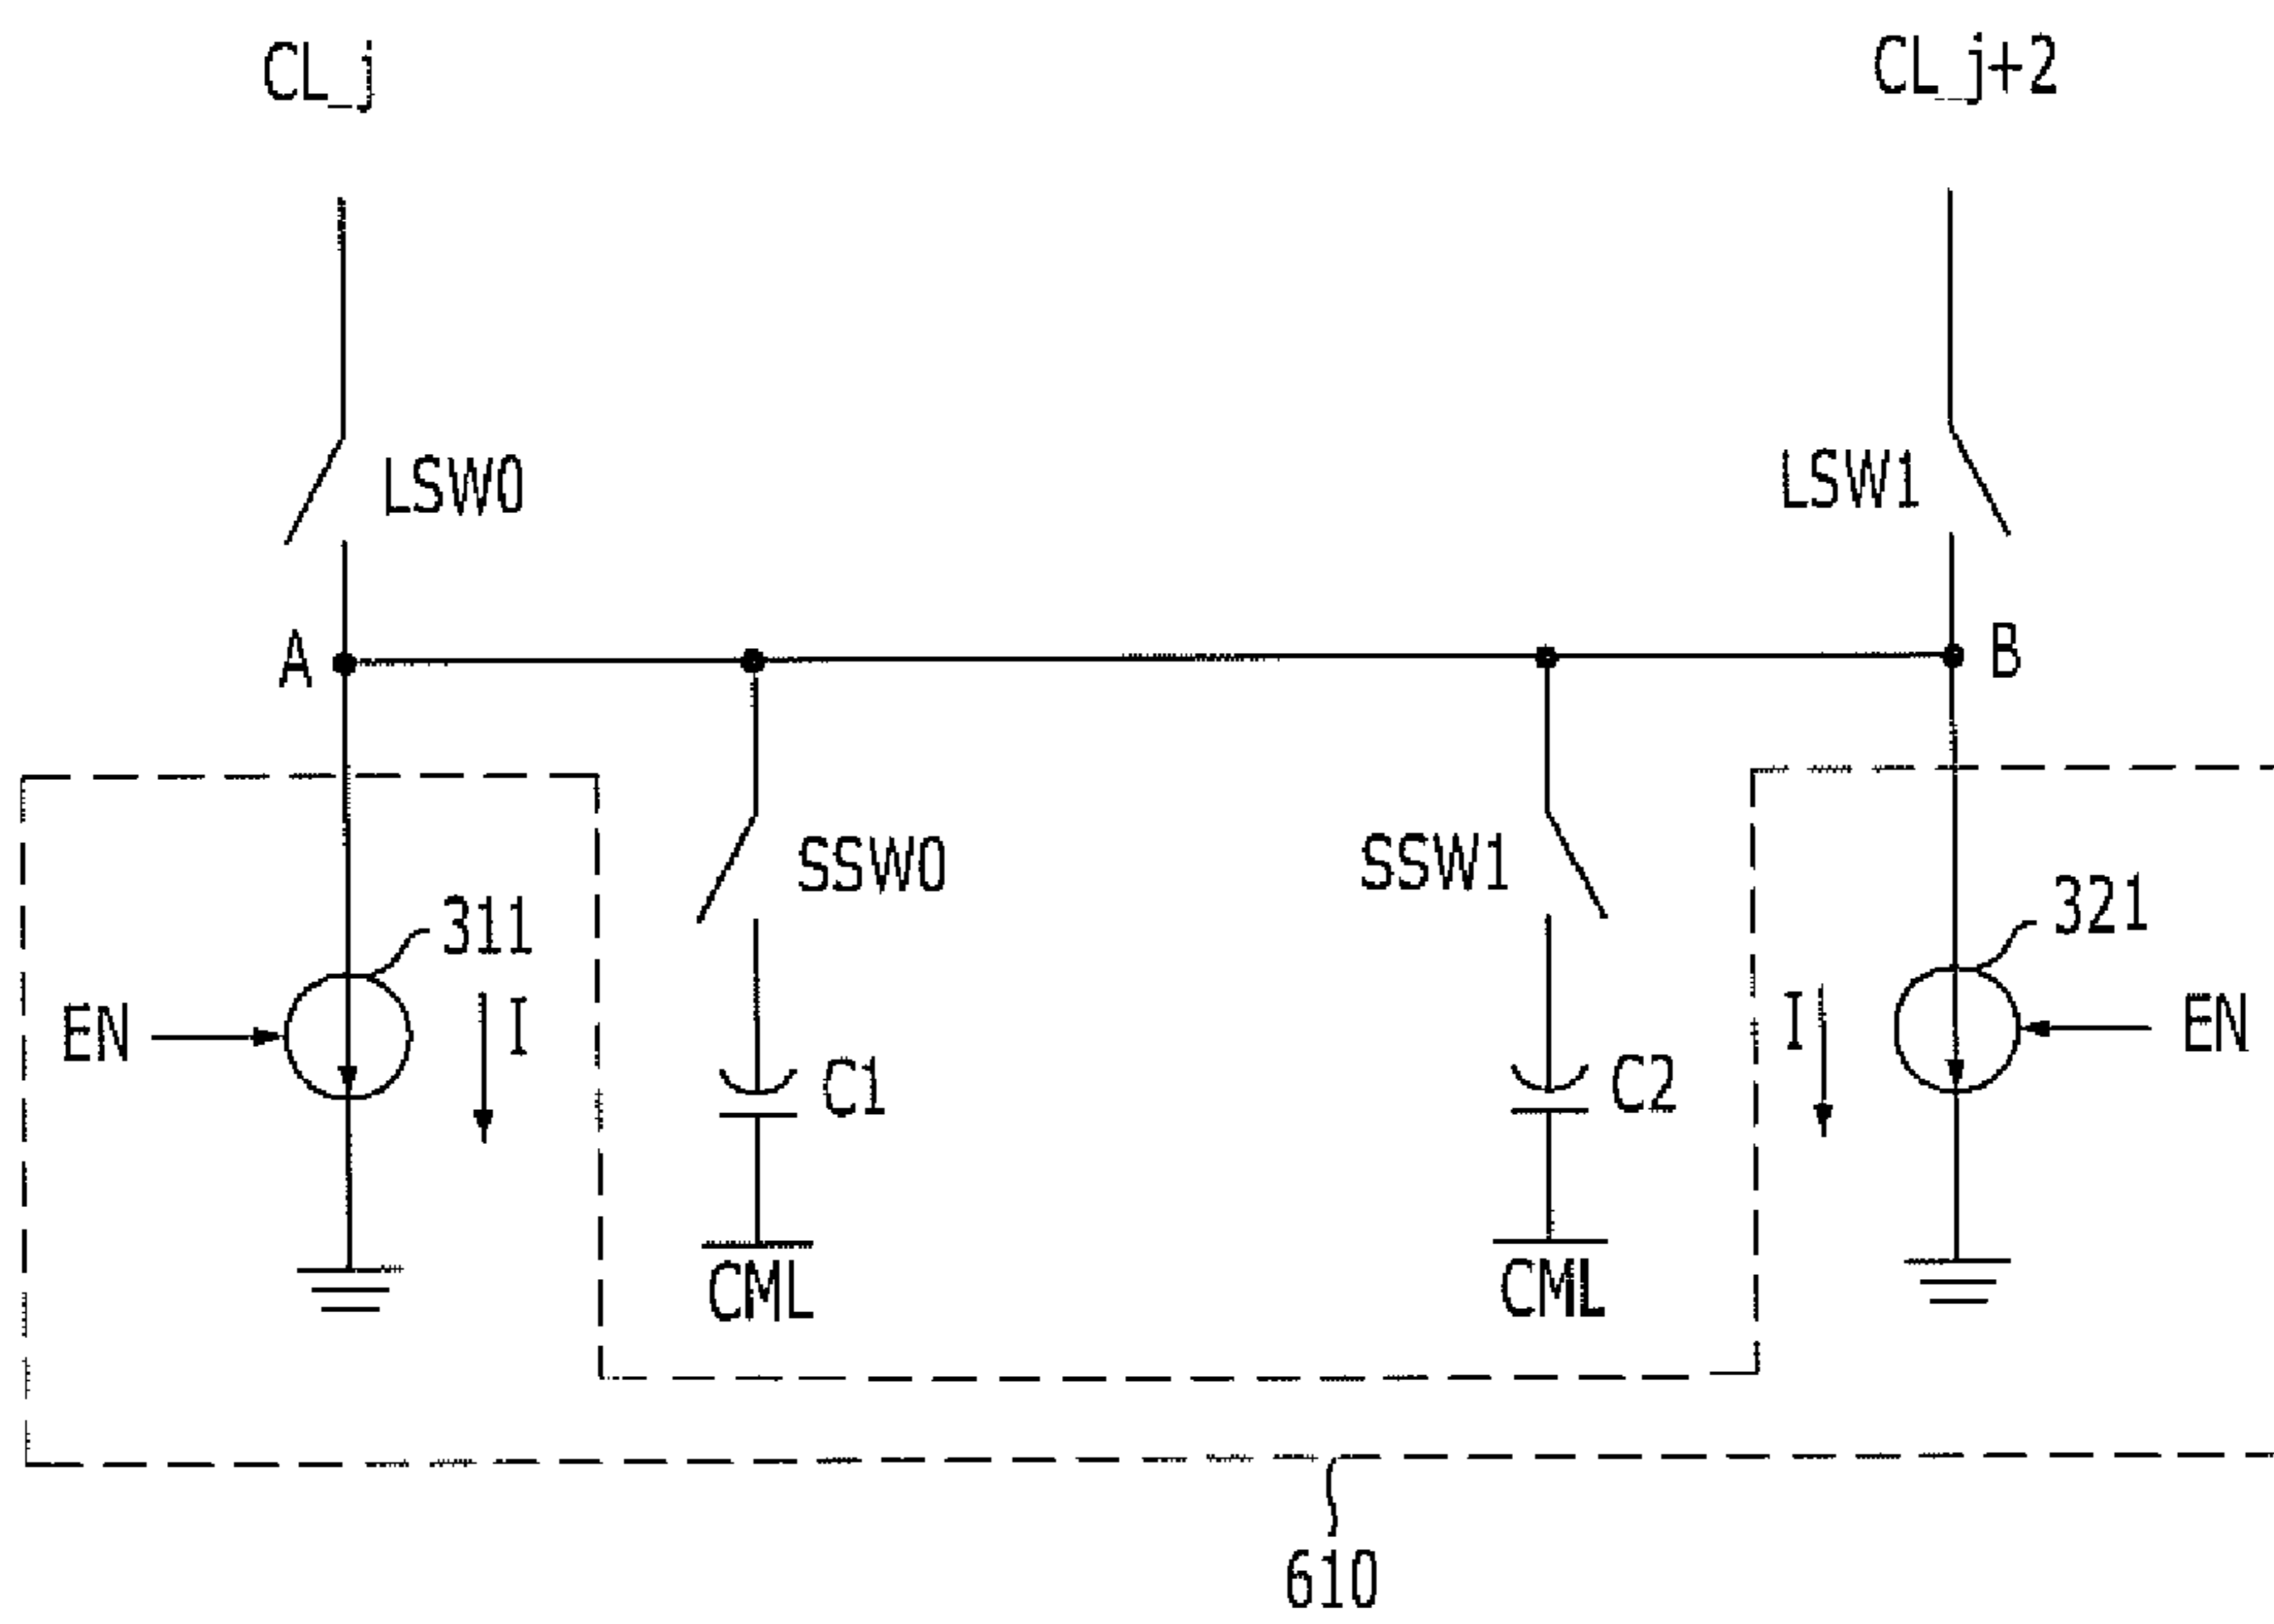 CL_j
CL_j+2
LSW0
LSW1
A
B
SSW0
SSW1
311
321
EN
I
I
EN
C1
C2
CML
CML
610